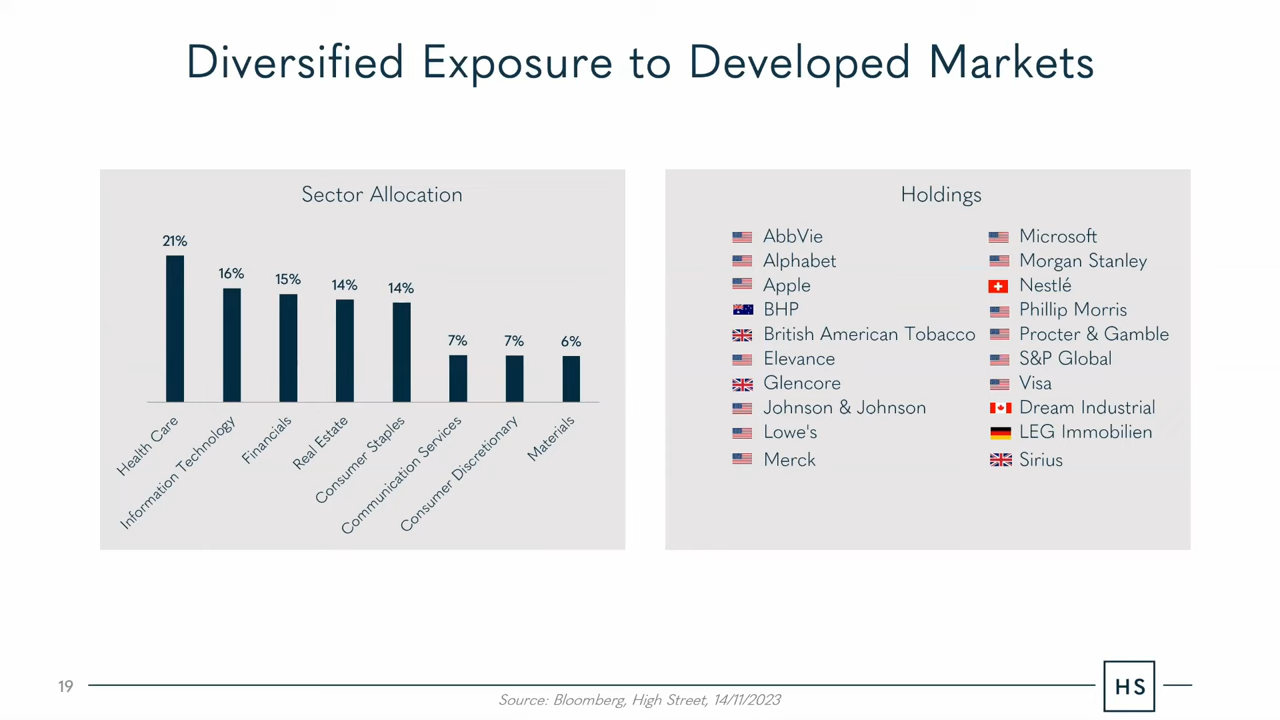 Diversified Exposure to Developed Markets
Sector Allocation
21%
16%
15%
14%
14%
7%
7%
6%
Health Care
Information Technology
Financials
Real Estate
Consumer Staples
Communication Services
Consumer Discretionary
Materials
Holdings
AbbVie
Alphabet
Apple
BHP
British American Tobacco
Elevance
Glencore
Johnson & Johnson
Lowe's
Merck
Microsoft
Morgan Stanley
Nestlé
Phillip Morris
Procter & Gamble
S&P Global
Visa
Dream Industrial
LEG Immobilien
Sirius
19
Source: Bloomberg, High Street, 14/11/2023
HS